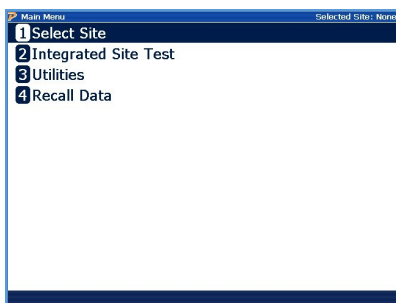 Main Menu Selected Site: None
1 Select Site
2 Integrated Site Test
3 Utilities
4 Recall Data